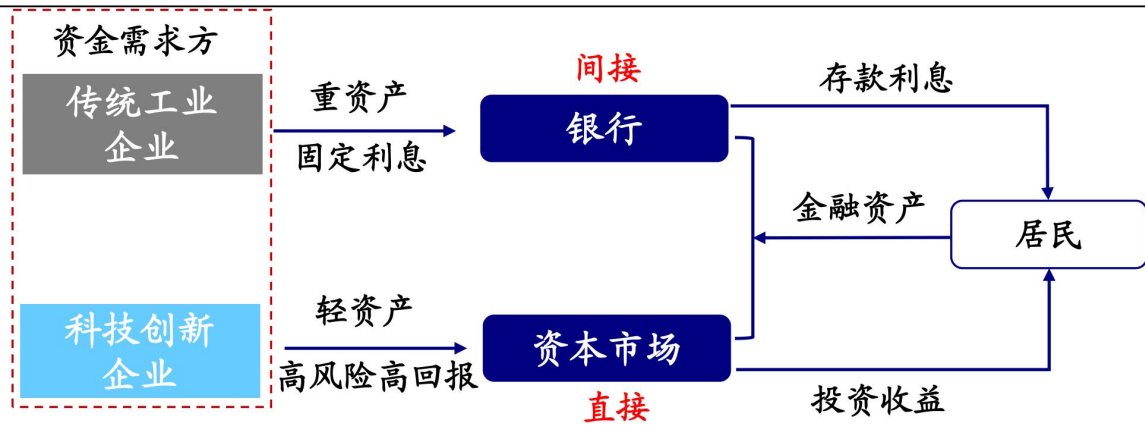 资金需求方
传统工业
企业
重资产
固定利息
间接
银行
存款利息
金融资产
居民
科技创新
企业
轻资产
高风险高回报
资本市场
直接
投资收益